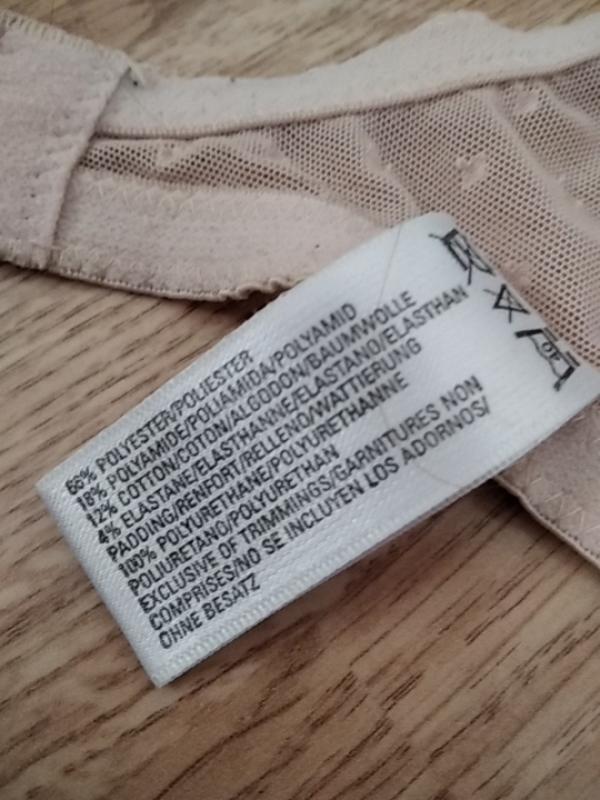 66% POLYESTER/POLIESTER
18% POLYAMIDE/POLIAMIDA/POLYAMID
12% COTTON/COTON/ALGODON/BAUMWOLLE
4% ELASTANE/ELASTHANNE/ELASTANO/ELASTHAN
PADDING/RENFORT/RELLENO/WATTIERUNG
100% POLYURETHANE/POLYURETHANNE
POLIURETANO/POLYURETHAN
EXCLUSIVE OF TRIMMINGS/GARNITURES NON
COMPRISES/NO SE INCLUYEN LOS ADORNOS/
OHNE BESATZ